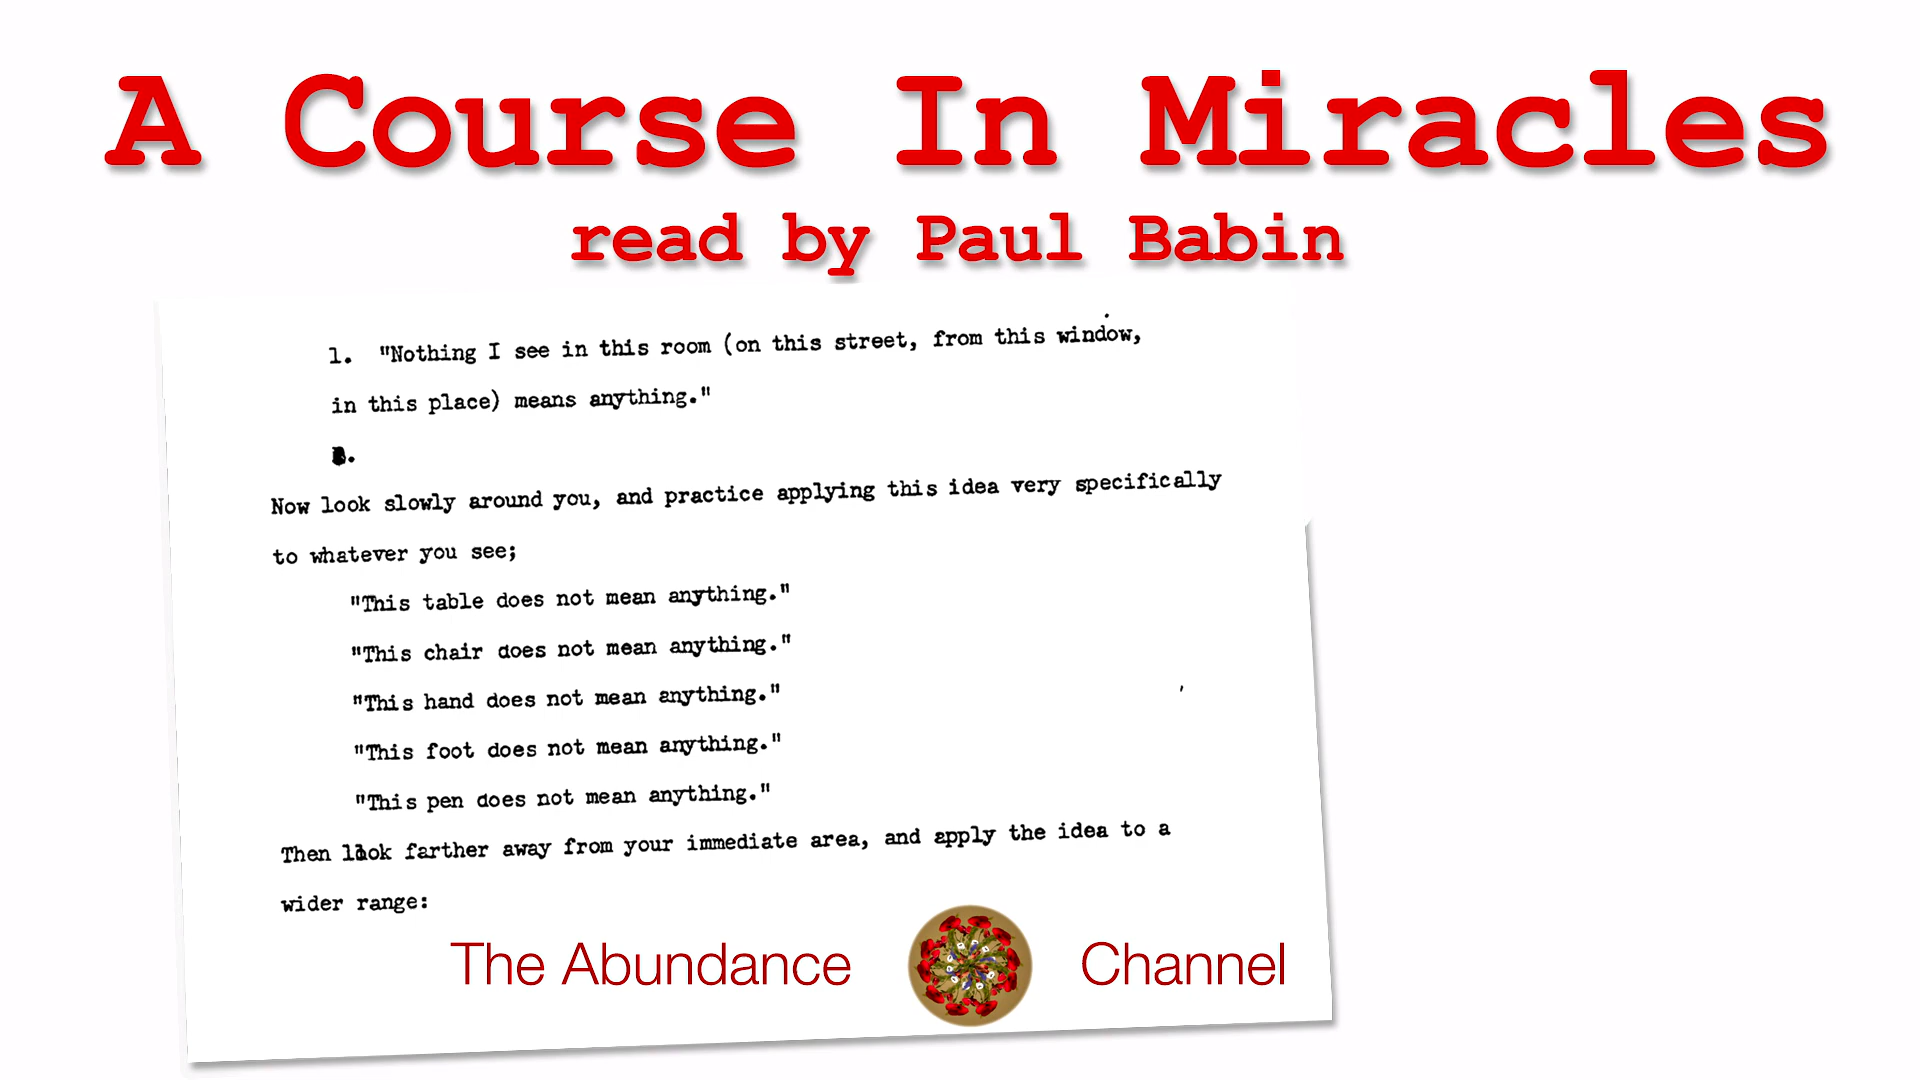 A Course In Miracles
read by Paul Babin
1. "Nothing I see in this room (on this street, from this window,
in this place) means anything."
Now look slowly around you, and practice applying this idea very specifically
to whatever you see;
"This table does not mean anything."
"This chair does not mean anything."
"This hand does not mean anything."
"This foot does not mean anything."
"This pen does not mean anything."
Then look farther away from your immediate area, and apply the idea to a
wider range:
The Abundance Channel